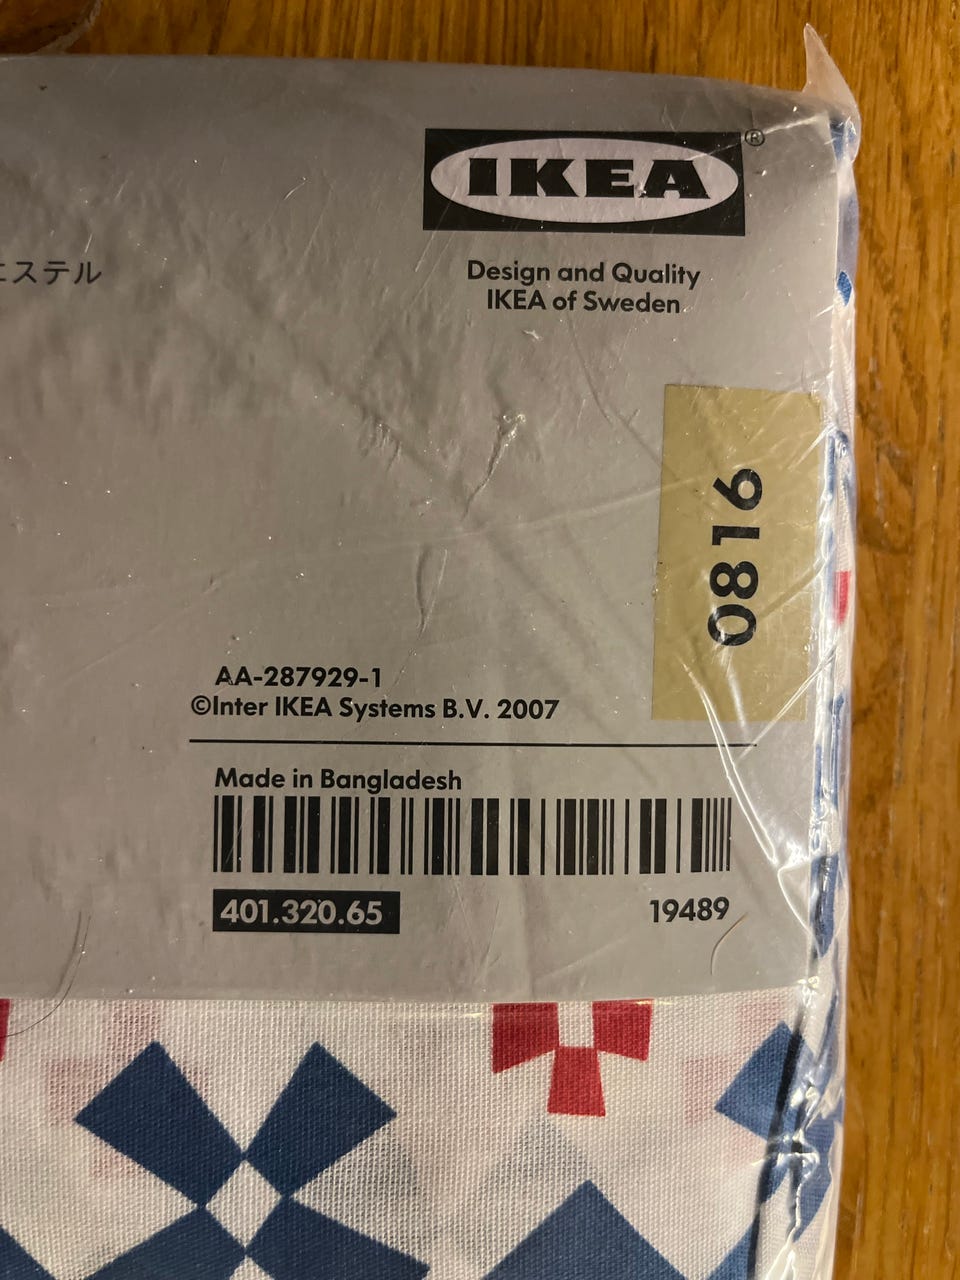 IKEA®
エステル
Design and Quality
IKEA of Sweden
0816
AA-287929-1
©Inter IKEA Systems B.V. 2007
Made in Bangladesh
401.320.65
19489